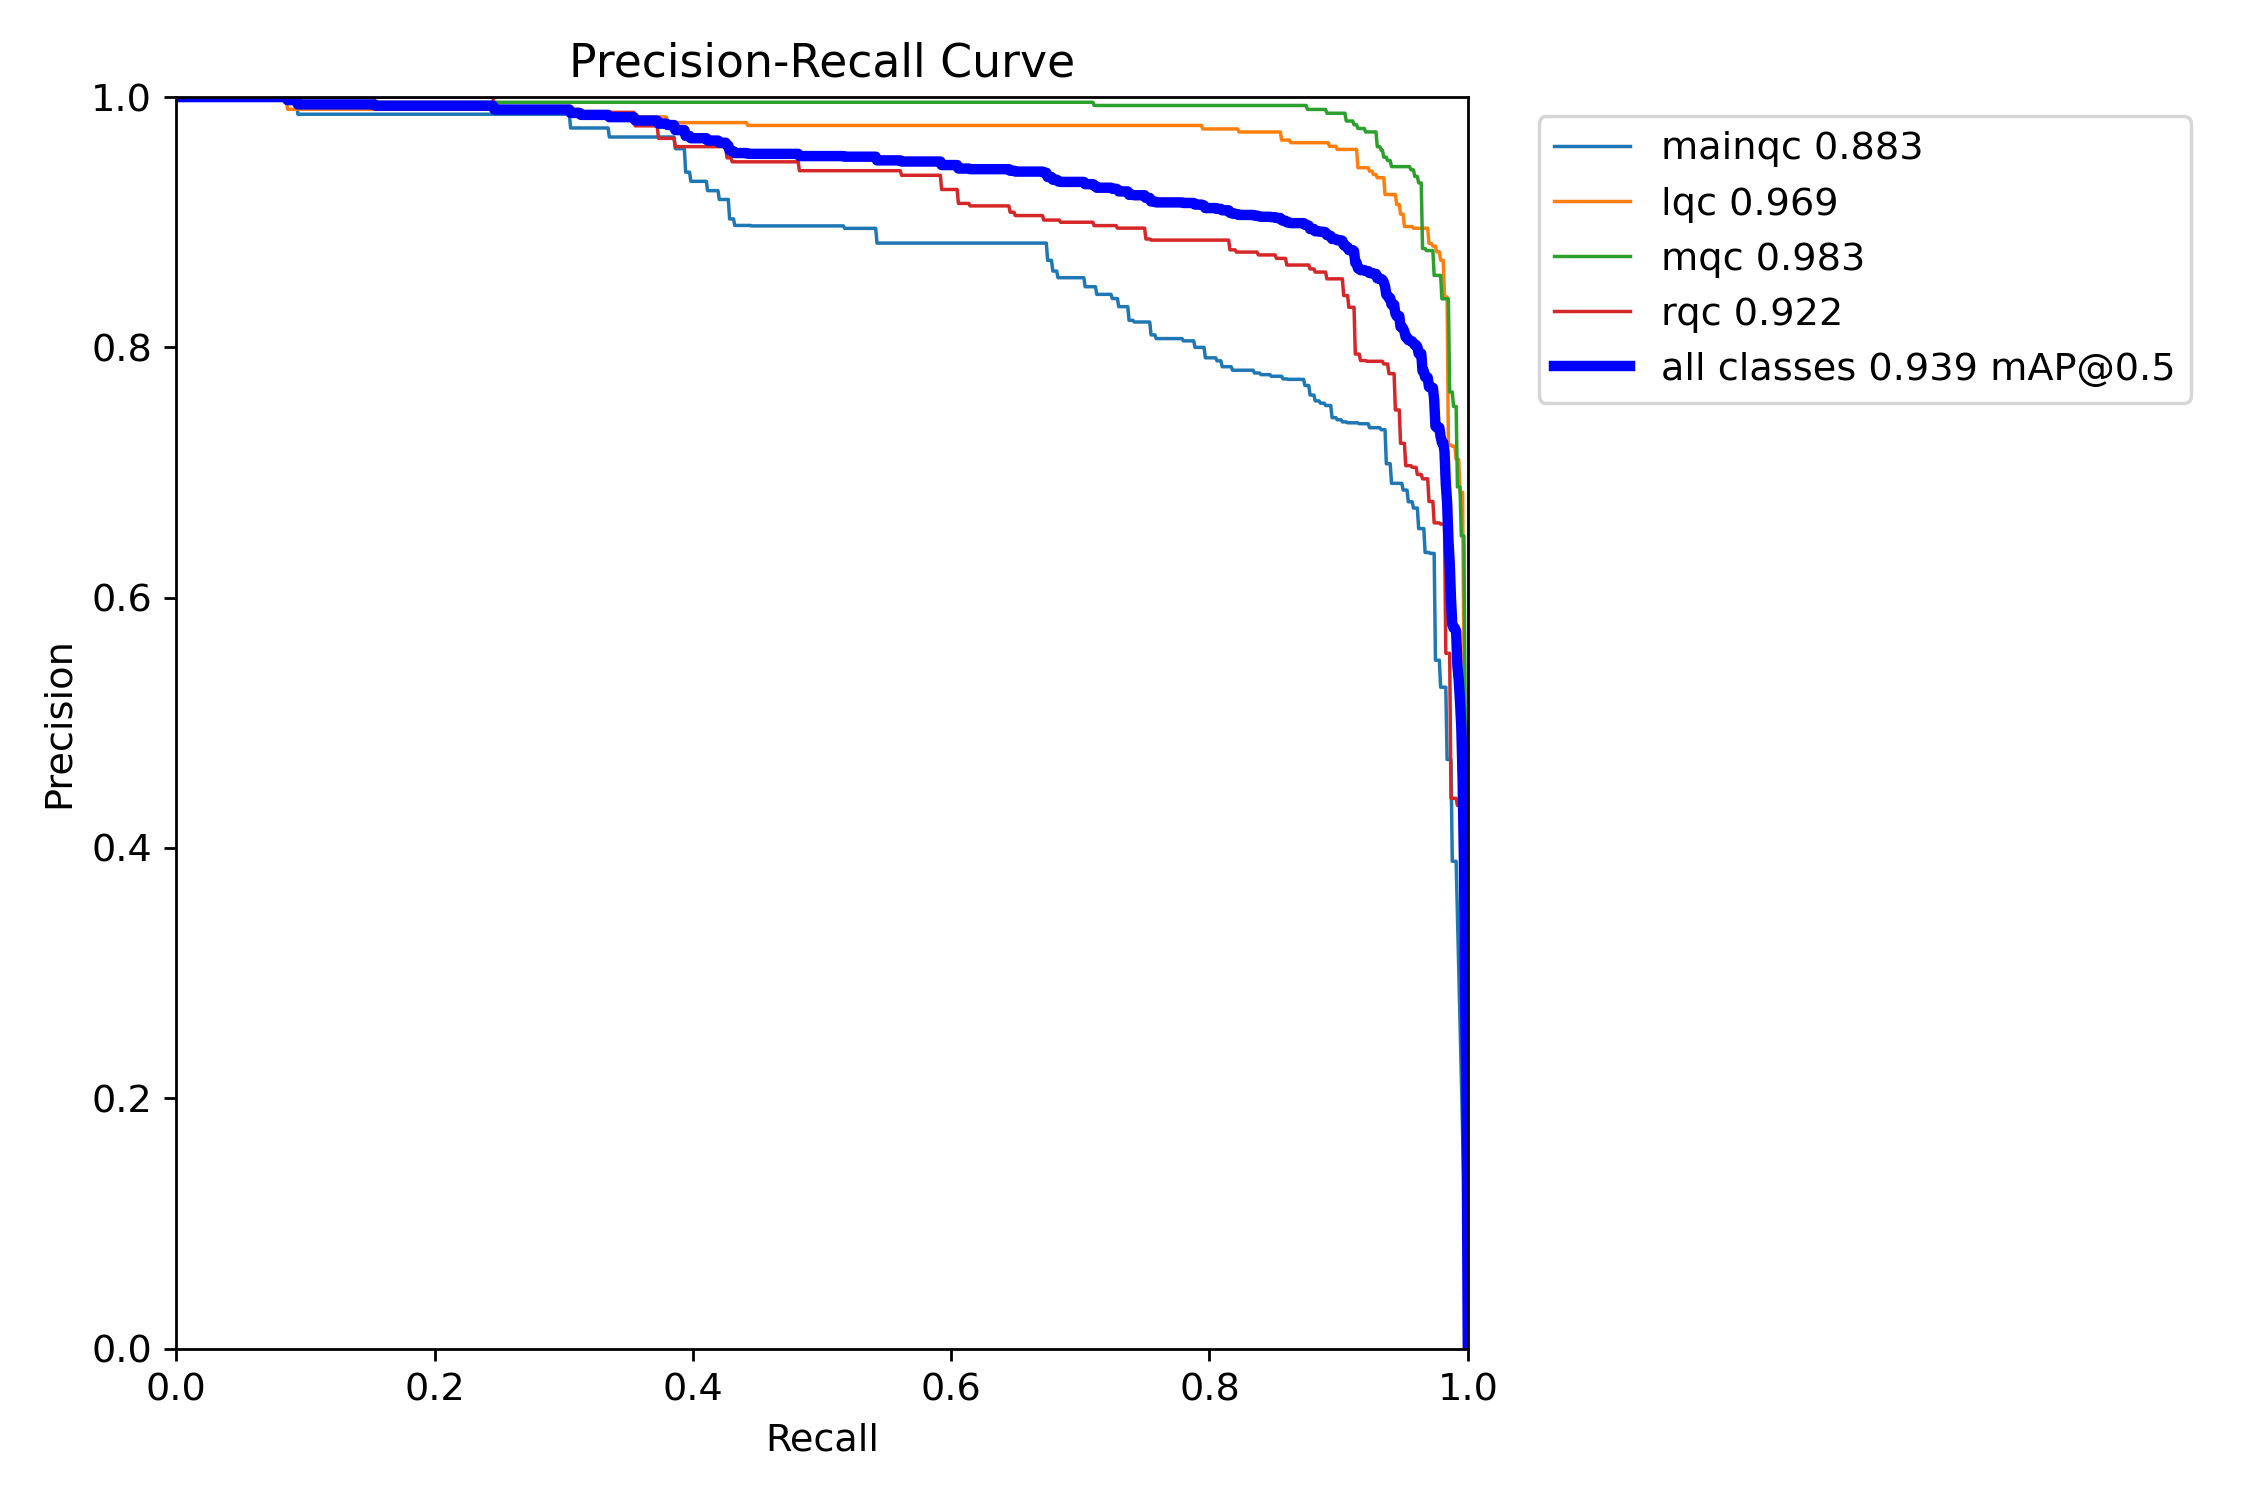 Precision-Recall Curve
1.0
0.8
0.6
0.4
0.2
0.0
Precision
0.0 0.2 0.4 0.6 0.8 1.0
Recall
mainqc 0.883
lqc 0.969
mqc 0.983
rqc 0.922
all classes 0.939 mAP@0.5